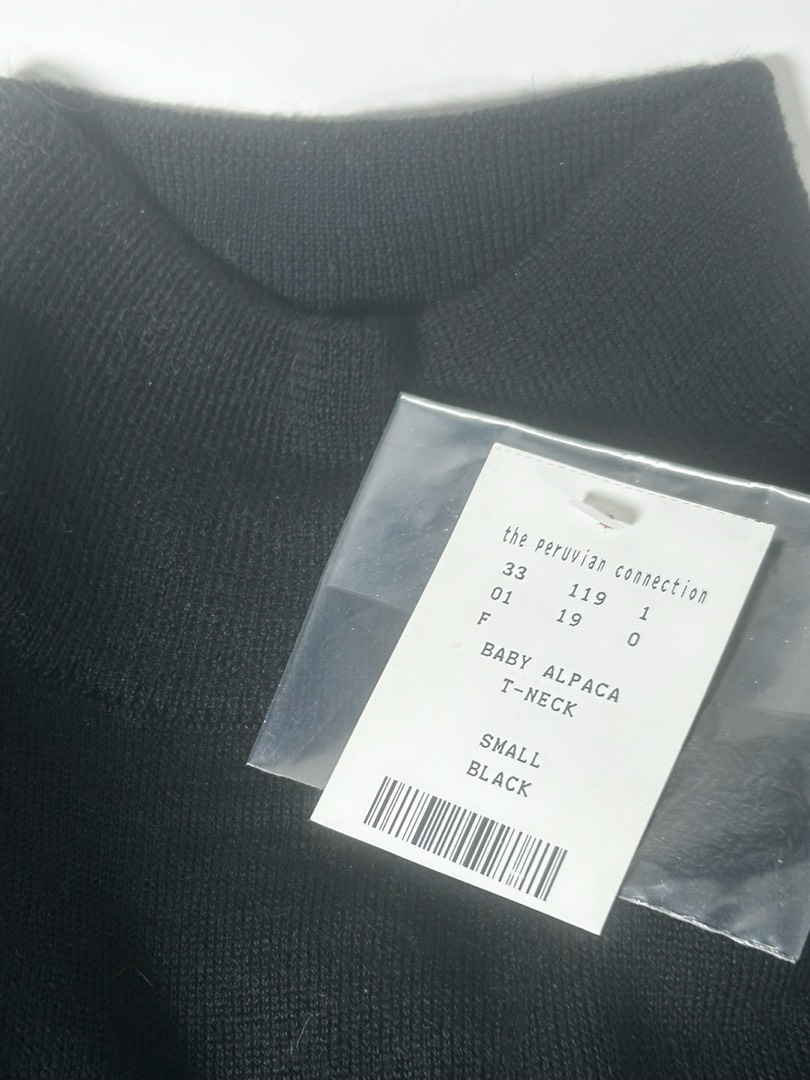 the peruvian connection
33 119 1
01 19 0
F
BABY ALPACA
T-NECK
SMALL
BLACK